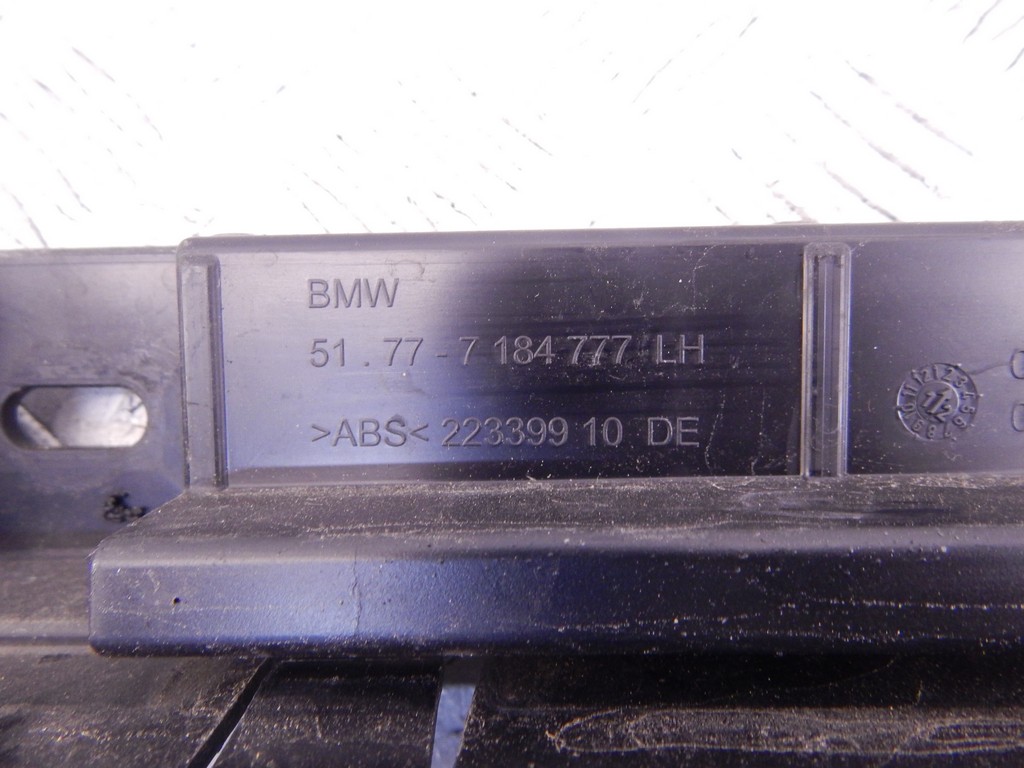 BMW
51.77-7 184 777 LH
>ABS< 223399 10 DE